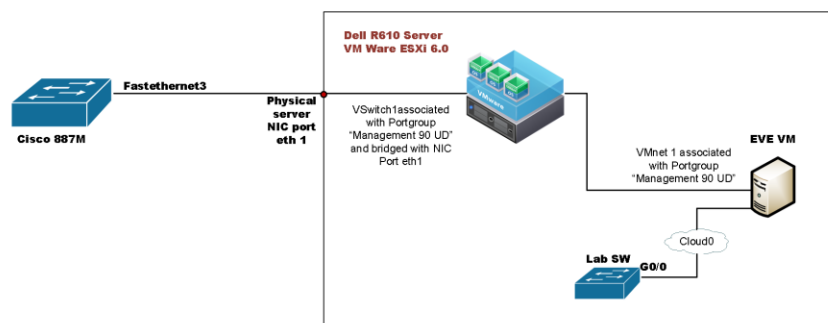 Dell R610 Server
VM Ware ESXi 6.0
Fastethernet3
Cisco 887M
Physical
server
NIC port
eth 1
VSwitch1associated
with Portgroup
“Management 90 UD”
and bridged with NIC
Port eth1
VMware
VMnet 1 associated
with Portgroup
“Management 90 UD”
EVE VM
Cloud0
Lab SW
G0/0